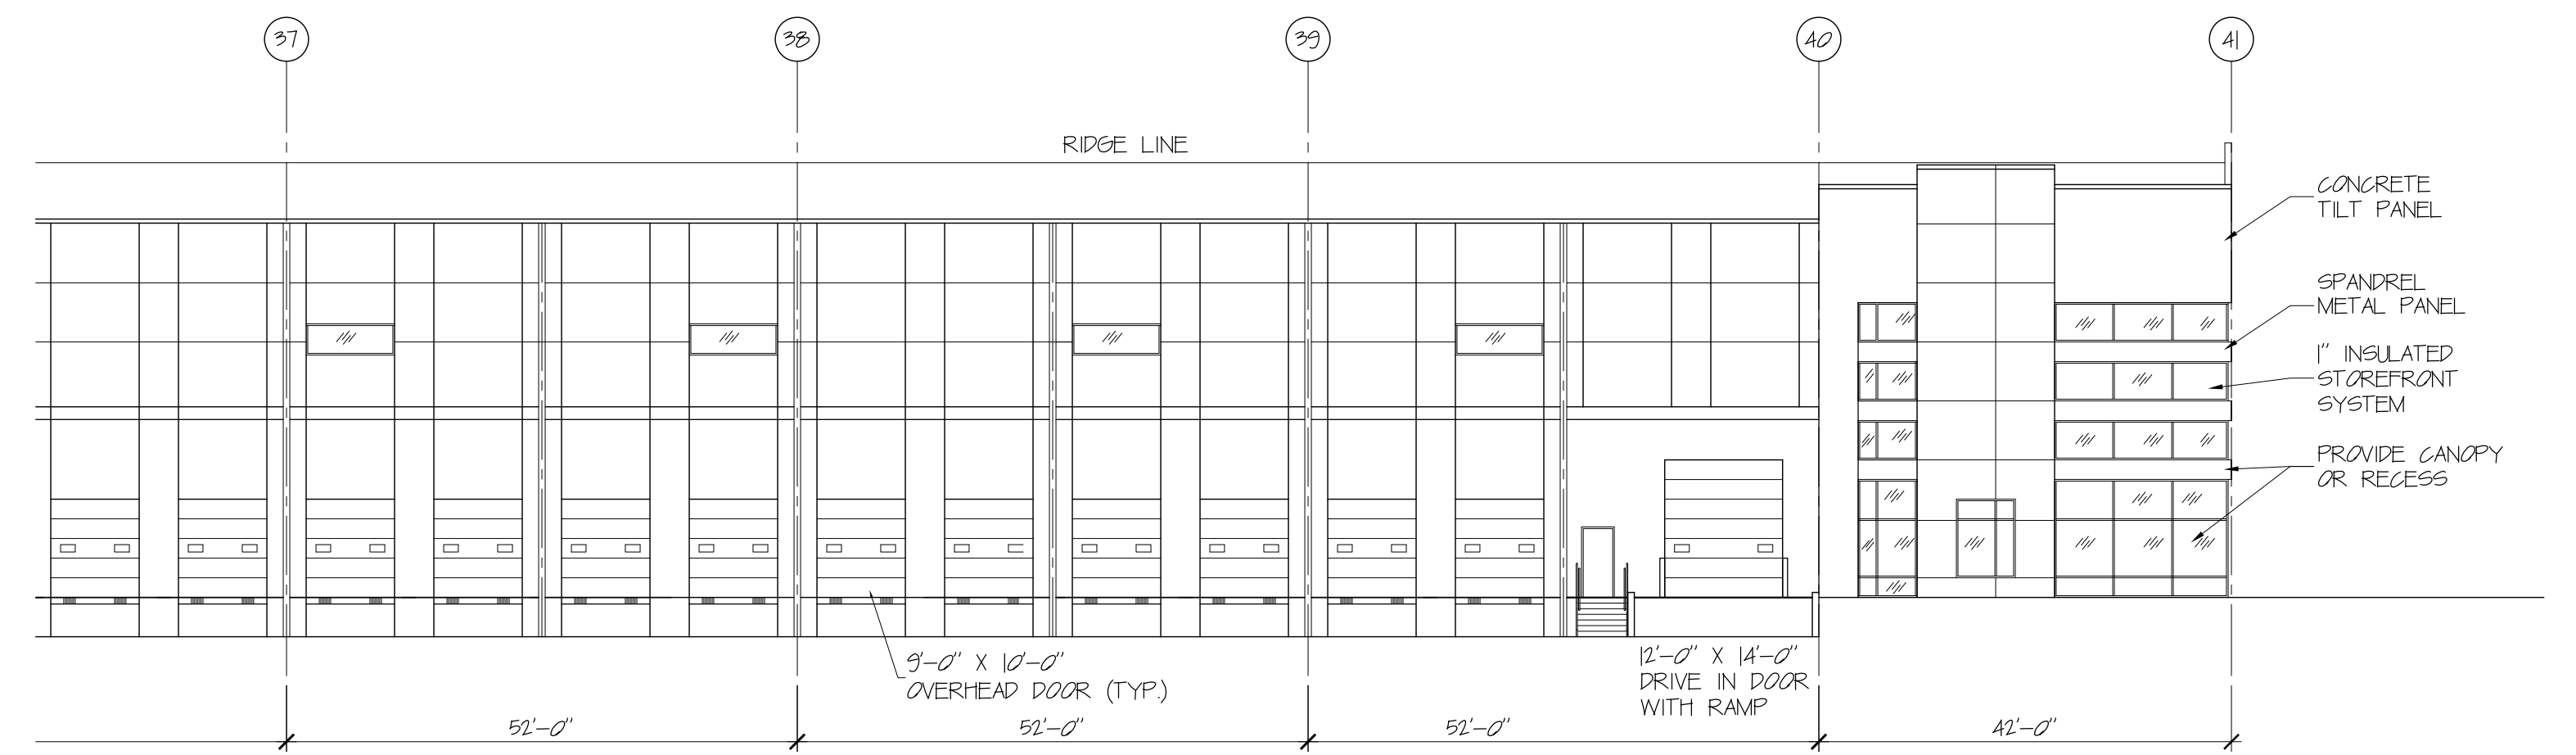 37
38
39
40
41
RIDGE LINE
CONCRETE
TILT PANEL
SPANDREL
METAL PANEL
1" INSULATED
STOREFRONT
SYSTEM
PROVIDE CANOPY
OR RECESS
9'-0" X 10'-0"
OVERHEAD DOOR (TYP.)
12'-0" X 14'-0"
DRIVE IN DOOR
WITH RAMP
52'-0"
52'-0"
52'-0"
42'-0"